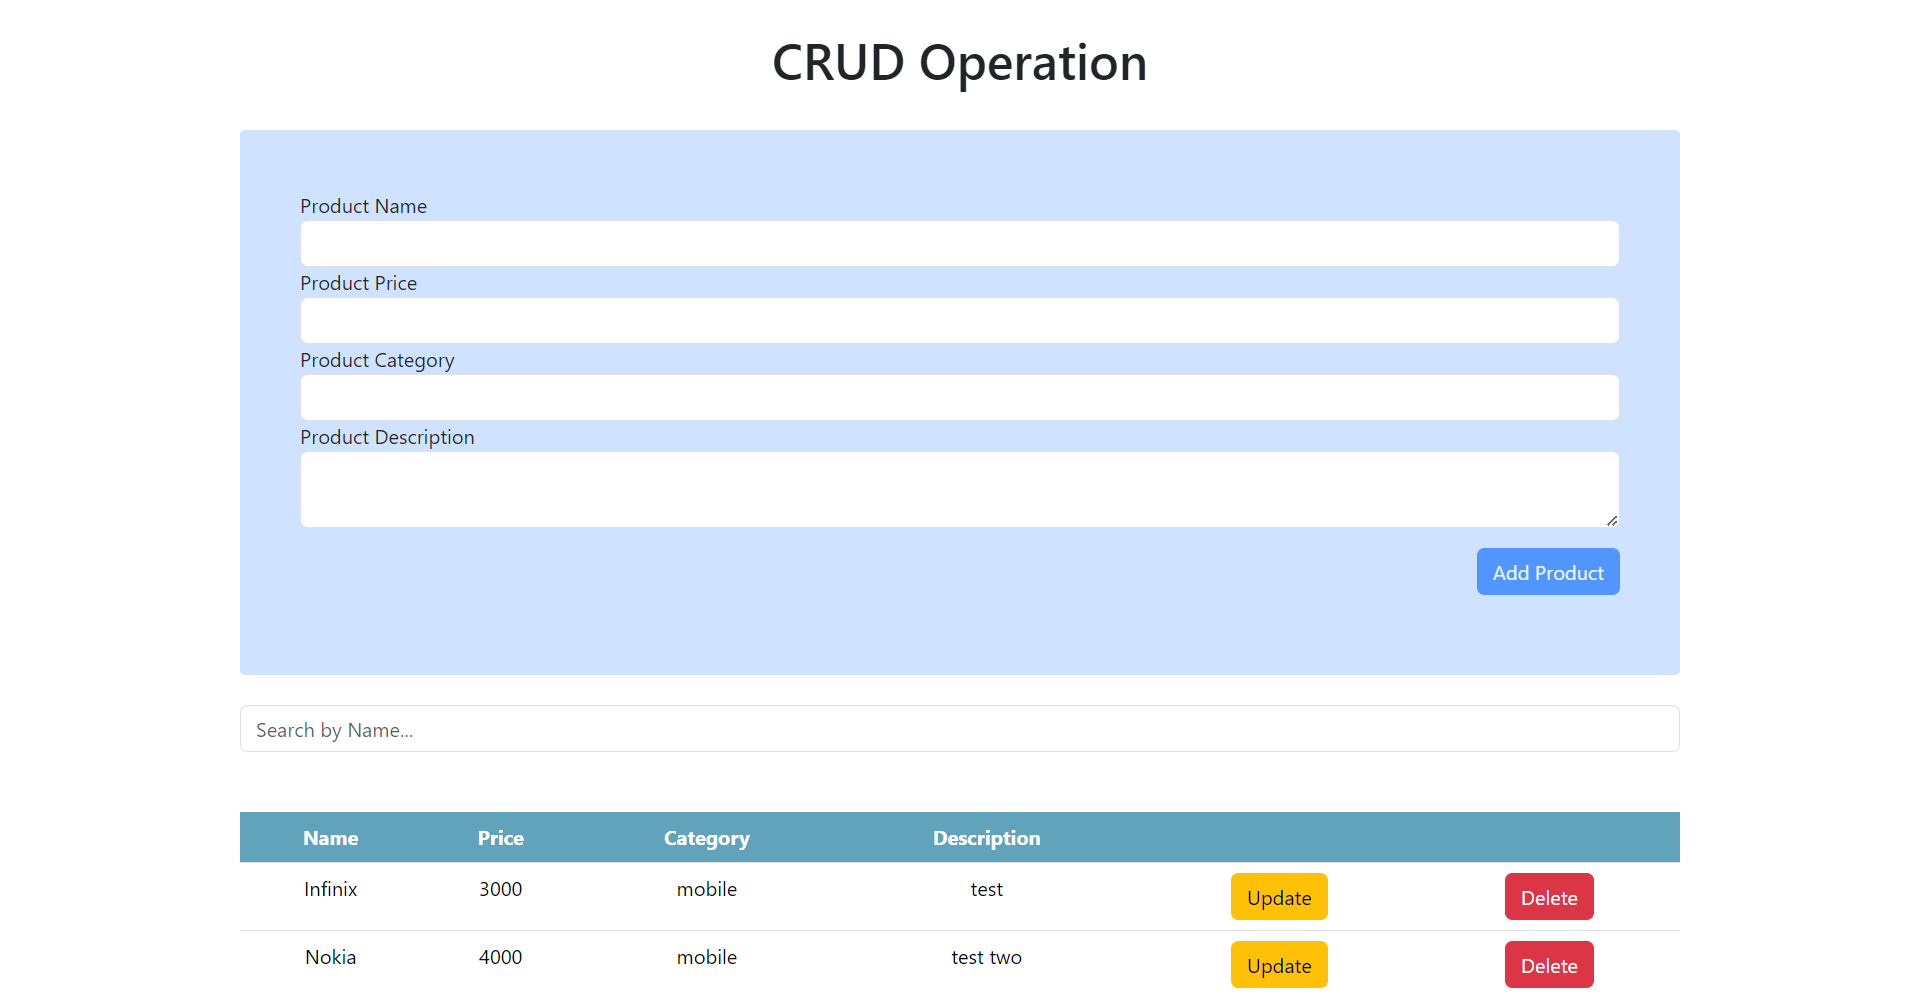 CRUD Operation
Product Name
Product Price
Product Category
Product Description
Add Product
Search by Name...
Name Price Category Description
Infinix 3000 mobile test Update Delete
Nokia 4000 mobile test two Update Delete